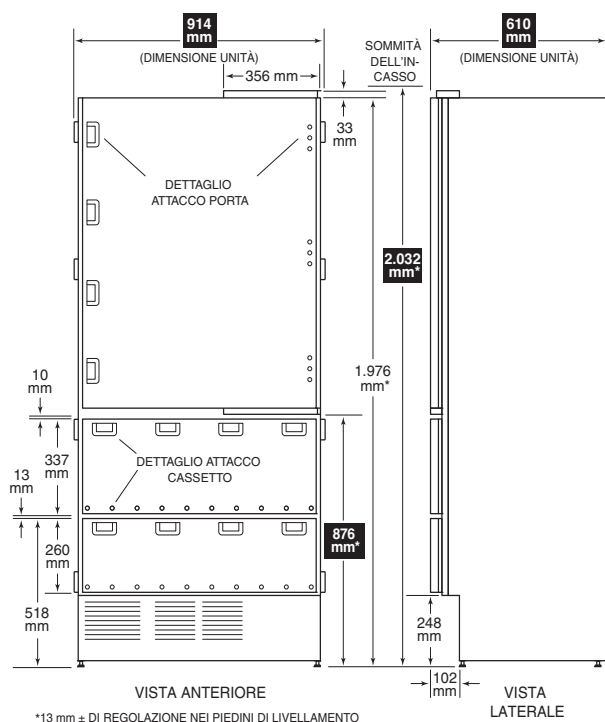 914
mm
(DIMENSIONE UNITÀ)
356 mm
SOMMITÀ
DELL'IN-
CASSO
610
mm
(DIMENSIONE UNITÀ)
33
mm
DETTAGLIO
ATTACCO PORTA
2.032
mm*
1.976
mm*
10
mm
337
mm
DETTAGLIO ATTACCO
CASSETTO
13
mm
876
mm*
260
mm
518
mm
248
mm
102
mm
VISTA ANTERIORE
VISTA
LATERALE
*13 mm ± DI REGOLAZIONE NEI PIEDINI DI LIVELLAMENTO